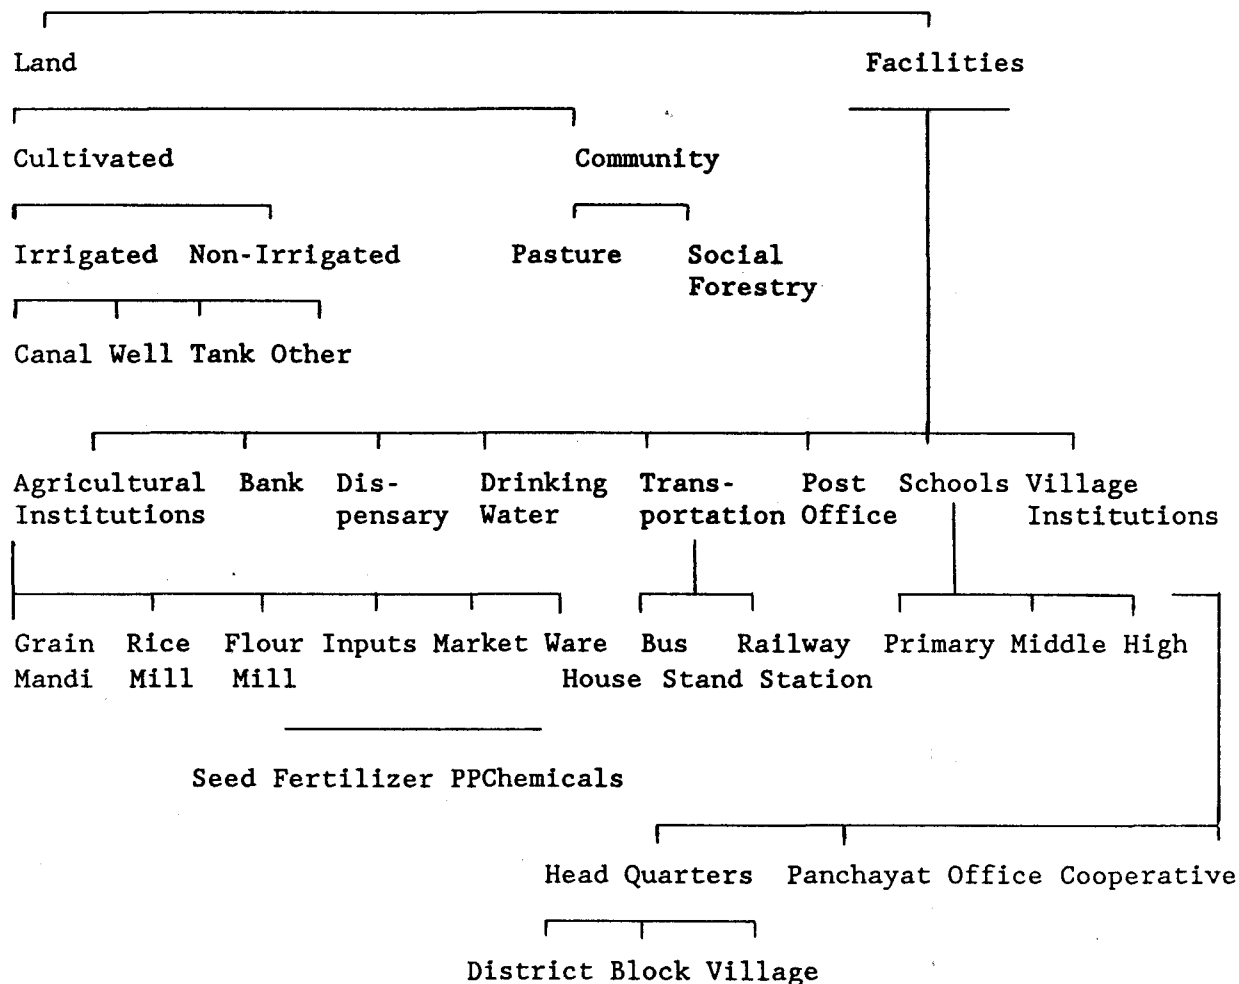 Land Facilities
Cultivated Community
Irrigated Non-Irrigated Pasture Social
Forestry
Canal Well Tank Other
Agricultural Bank Dis- Drinking Trans- Post Schools Village
Institutions pensary Water portation Office Institutions
Grain Rice Flour Inputs Market Ware Bus Railway Primary Middle High
Mandi Mill Mill House Stand Station
Seed Fertilizer PPChemicals
Head Quarters Panchayat Office Cooperative
District Block Village